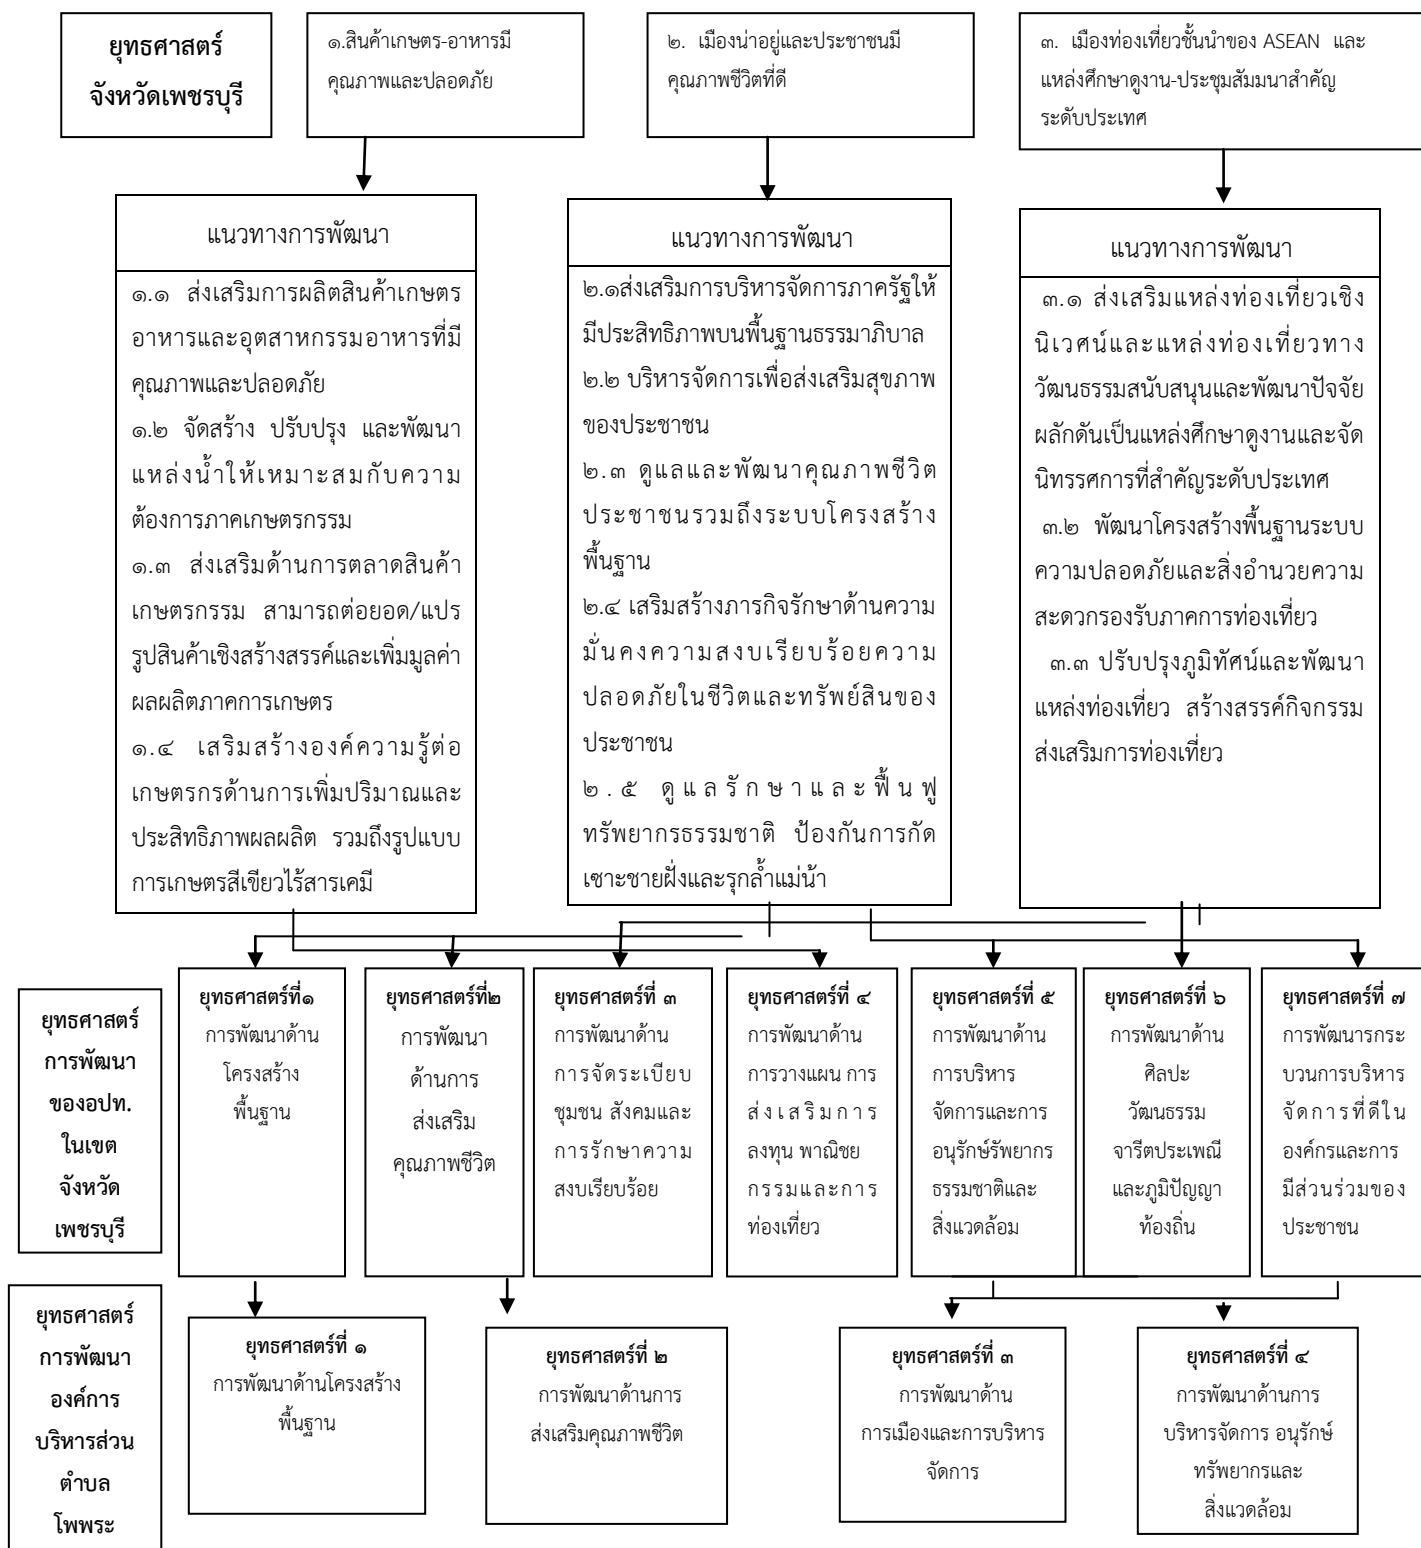 ยุทธศาสตร์
จังหวัดเพชรบุรี
๑.สินค้าเกษตร-อาหารมี
คุณภาพและปลอดภัย
๒. เมืองน่าอยู่และประชาชนมี
คุณภาพชีวิตที่ดี
๓. เมืองท่องเที่ยวชั้นนำของ ASEAN และ
แหล่งศึกษาดูงาน-ประชุมสัมมนาสำคัญ
ระดับประเทศ
แนวทางการพัฒนา
๑.๑ ส่งเสริมการผลิตสินค้าเกษตร
อาหารและอุตสาหกรรมอาหารที่มี
คุณภาพและปลอดภัย
๑.๒ จัดสร้าง ปรับปรุง และพัฒนา
แหล่งน้ำให้เหมาะสมกับความ
ต้องการภาคเกษตรกรรม
๑.๓ ส่งเสริมด้านการตลาดสินค้า
เกษตรกรรม สามารถต่อยอด/แปร
รูปสินค้าเชิงสร้างสรรค์และเพิ่มมูลค่า
ผลผลิตภาคการเกษตร
๑.๔ เสริมสร้างองค์ความรู้ต่อ
เกษตรกรด้านการเพิ่มปริมาณและ
ประสิทธิภาพผลผลิต รวมถึงรูปแบบ
การเกษตรสีเขียวไร้สารเคมี
แนวทางการพัฒนา
๒.๑ส่งเสริมการบริหารจัดการภาครัฐให้
มีประสิทธิภาพบนพื้นฐานธรรมาภิบาล
๒.๒ บริหารจัดการเพื่อส่งเสริมสุขภาพ
ของประชาชน
๒.๓ ดูแลและพัฒนาคุณภาพชีวิต
ประชาชนรวมถึงระบบโครงสร้าง
พื้นฐาน
๒.๔ เสริมสร้างภารกิจรักษาด้านความ
มั่นคงความสงบเรียบร้อยความ
ปลอดภัยในชีวิตและทรัพย์สินของ
ประชาชน
๒.๕ ดูแลรักษาและฟื้นฟู
ทรัพยากรธรรมชาติ ป้องกันการกัด
เซาะชายฝั่งและรุกล้ำแม่น้ำ
แนวทางการพัฒนา
๓.๑ ส่งเสริมแหล่งท่องเที่ยวเชิง
นิเวศน์และแหล่งท่องเที่ยวทาง
วัฒนธรรมสนับสนุนและพัฒนาปัจจัย
ผลักดันเป็นแหล่งศึกษาดูงานและจัด
นิทรรศการที่สำคัญระดับประเทศ
๓.๒ พัฒนาโครงสร้างพื้นฐานระบบ
ความปลอดภัยและสิ่งอำนวยความ
สะดวกรองรับภาคการท่องเที่ยว
๓.๓ ปรับปรุงภูมิทัศน์และพัฒนา
แหล่งท่องเที่ยว สร้างสรรค์กิจกรรม
ส่งเสริมการท่องเที่ยว
ยุทธศาสตร์
การพัฒนา
ของอปท.
ในเขต
จังหวัด
เพชรบุรี
ยุทธศาสตร์ที่๑
การพัฒนาด้าน
โครงสร้าง
พื้นฐาน
ยุทธศาสตร์ที่๒
การพัฒนา
ด้านการ
ส่งเสริม
คุณภาพชีวิต
ยุทธศาสตร์ที่ ๓
การพัฒนาด้าน
การจัดระเบียบ
ชุมชน สังคมและ
การรักษาความ
สงบเรียบร้อย
ยุทธศาสตร์ที่ ๔
การพัฒนาด้าน
การวางแผน การ
ส่งเสริมการ
ลงทุน พาณิชย
กรรมและการ
ท่องเที่ยว
ยุทธศาสตร์ที่ ๕
การพัฒนาด้าน
การบริหาร
จัดการและการ
อนุรักษ์รัพยากร
ธรรมชาติและ
สิ่งแวดล้อม
ยุทธศาสตร์ที่ ๖
การพัฒนาด้าน
ศิลปะ
วัฒนธรรม
จารีตประเพณี
และภูมิปัญญา
ท้องถิ่น
ยุทธศาสตร์ที่ ๗
การพัฒนารกระ
บวนการบริหาร
จัดการที่ดีใน
องค์กรและการ
มีส่วนร่วมของ
ประชาชน
ยุทธศาสตร์
การพัฒนา
องค์การ
บริหารส่วน
ตำบล
โพพระ
ยุทธศาสตร์ที่ ๑
การพัฒนาด้านโครงสร้าง
พื้นฐาน
ยุทธศาสตร์ที่ ๒
การพัฒนาด้านการ
ส่งเสริมคุณภาพชีวิต
ยุทธศาสตร์ที่ ๓
การพัฒนาด้าน
การเมืองและการบริหาร
จัดการ
ยุทธศาสตร์ที่ ๔
การพัฒนาด้านการ
บริหารจัดการ อนุรักษ์
ทรัพยากรและ
สิ่งแวดล้อม